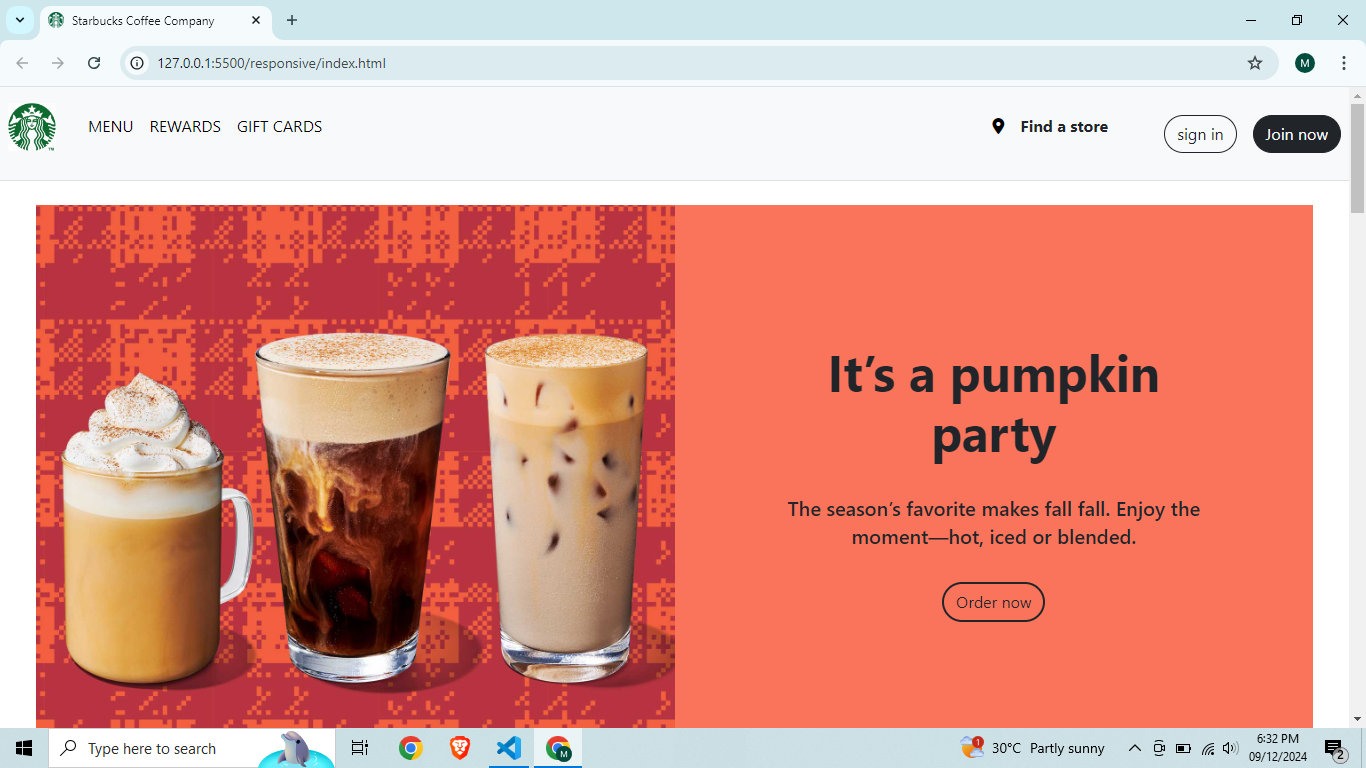 Starbucks Coffee Company
127.0.0.1:5500/responsive/index.html
M
MENU REWARDS GIFT CARDS
Find a store
sign in
Join now
TM
It’s a pumpkin
party
The season’s favorite makes fall fall. Enjoy the
moment—hot, iced or blended.
Order now
Type here to search
M
1
30°C Partly sunny
6:32 PM
09/12/2024
2